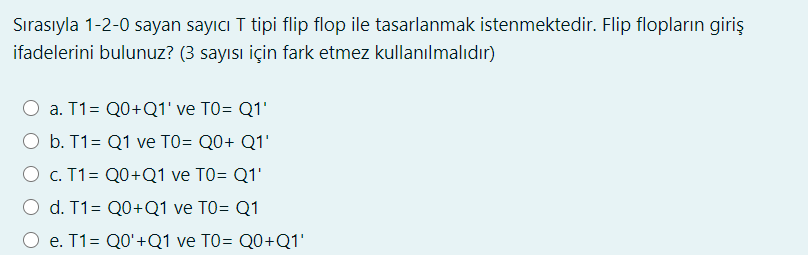 Sırasıyla 1-2-0 sayan sayıcı T tipi flip flop ile tasarlanmak istenmektedir. Flip flopların giriş
ifadelerini bulunuz? (3 sayısı için fark etmez kullanılmalıdır)
a. T1= Q0+Q1' ve T0= Q1'
b. T1= Q1 ve T0= Q0+ Q1'
c. T1= Q0+Q1 ve T0= Q1'
d. T1= Q0+Q1 ve T0= Q1
e. T1= Q0'+Q1 ve T0= Q0+Q1'